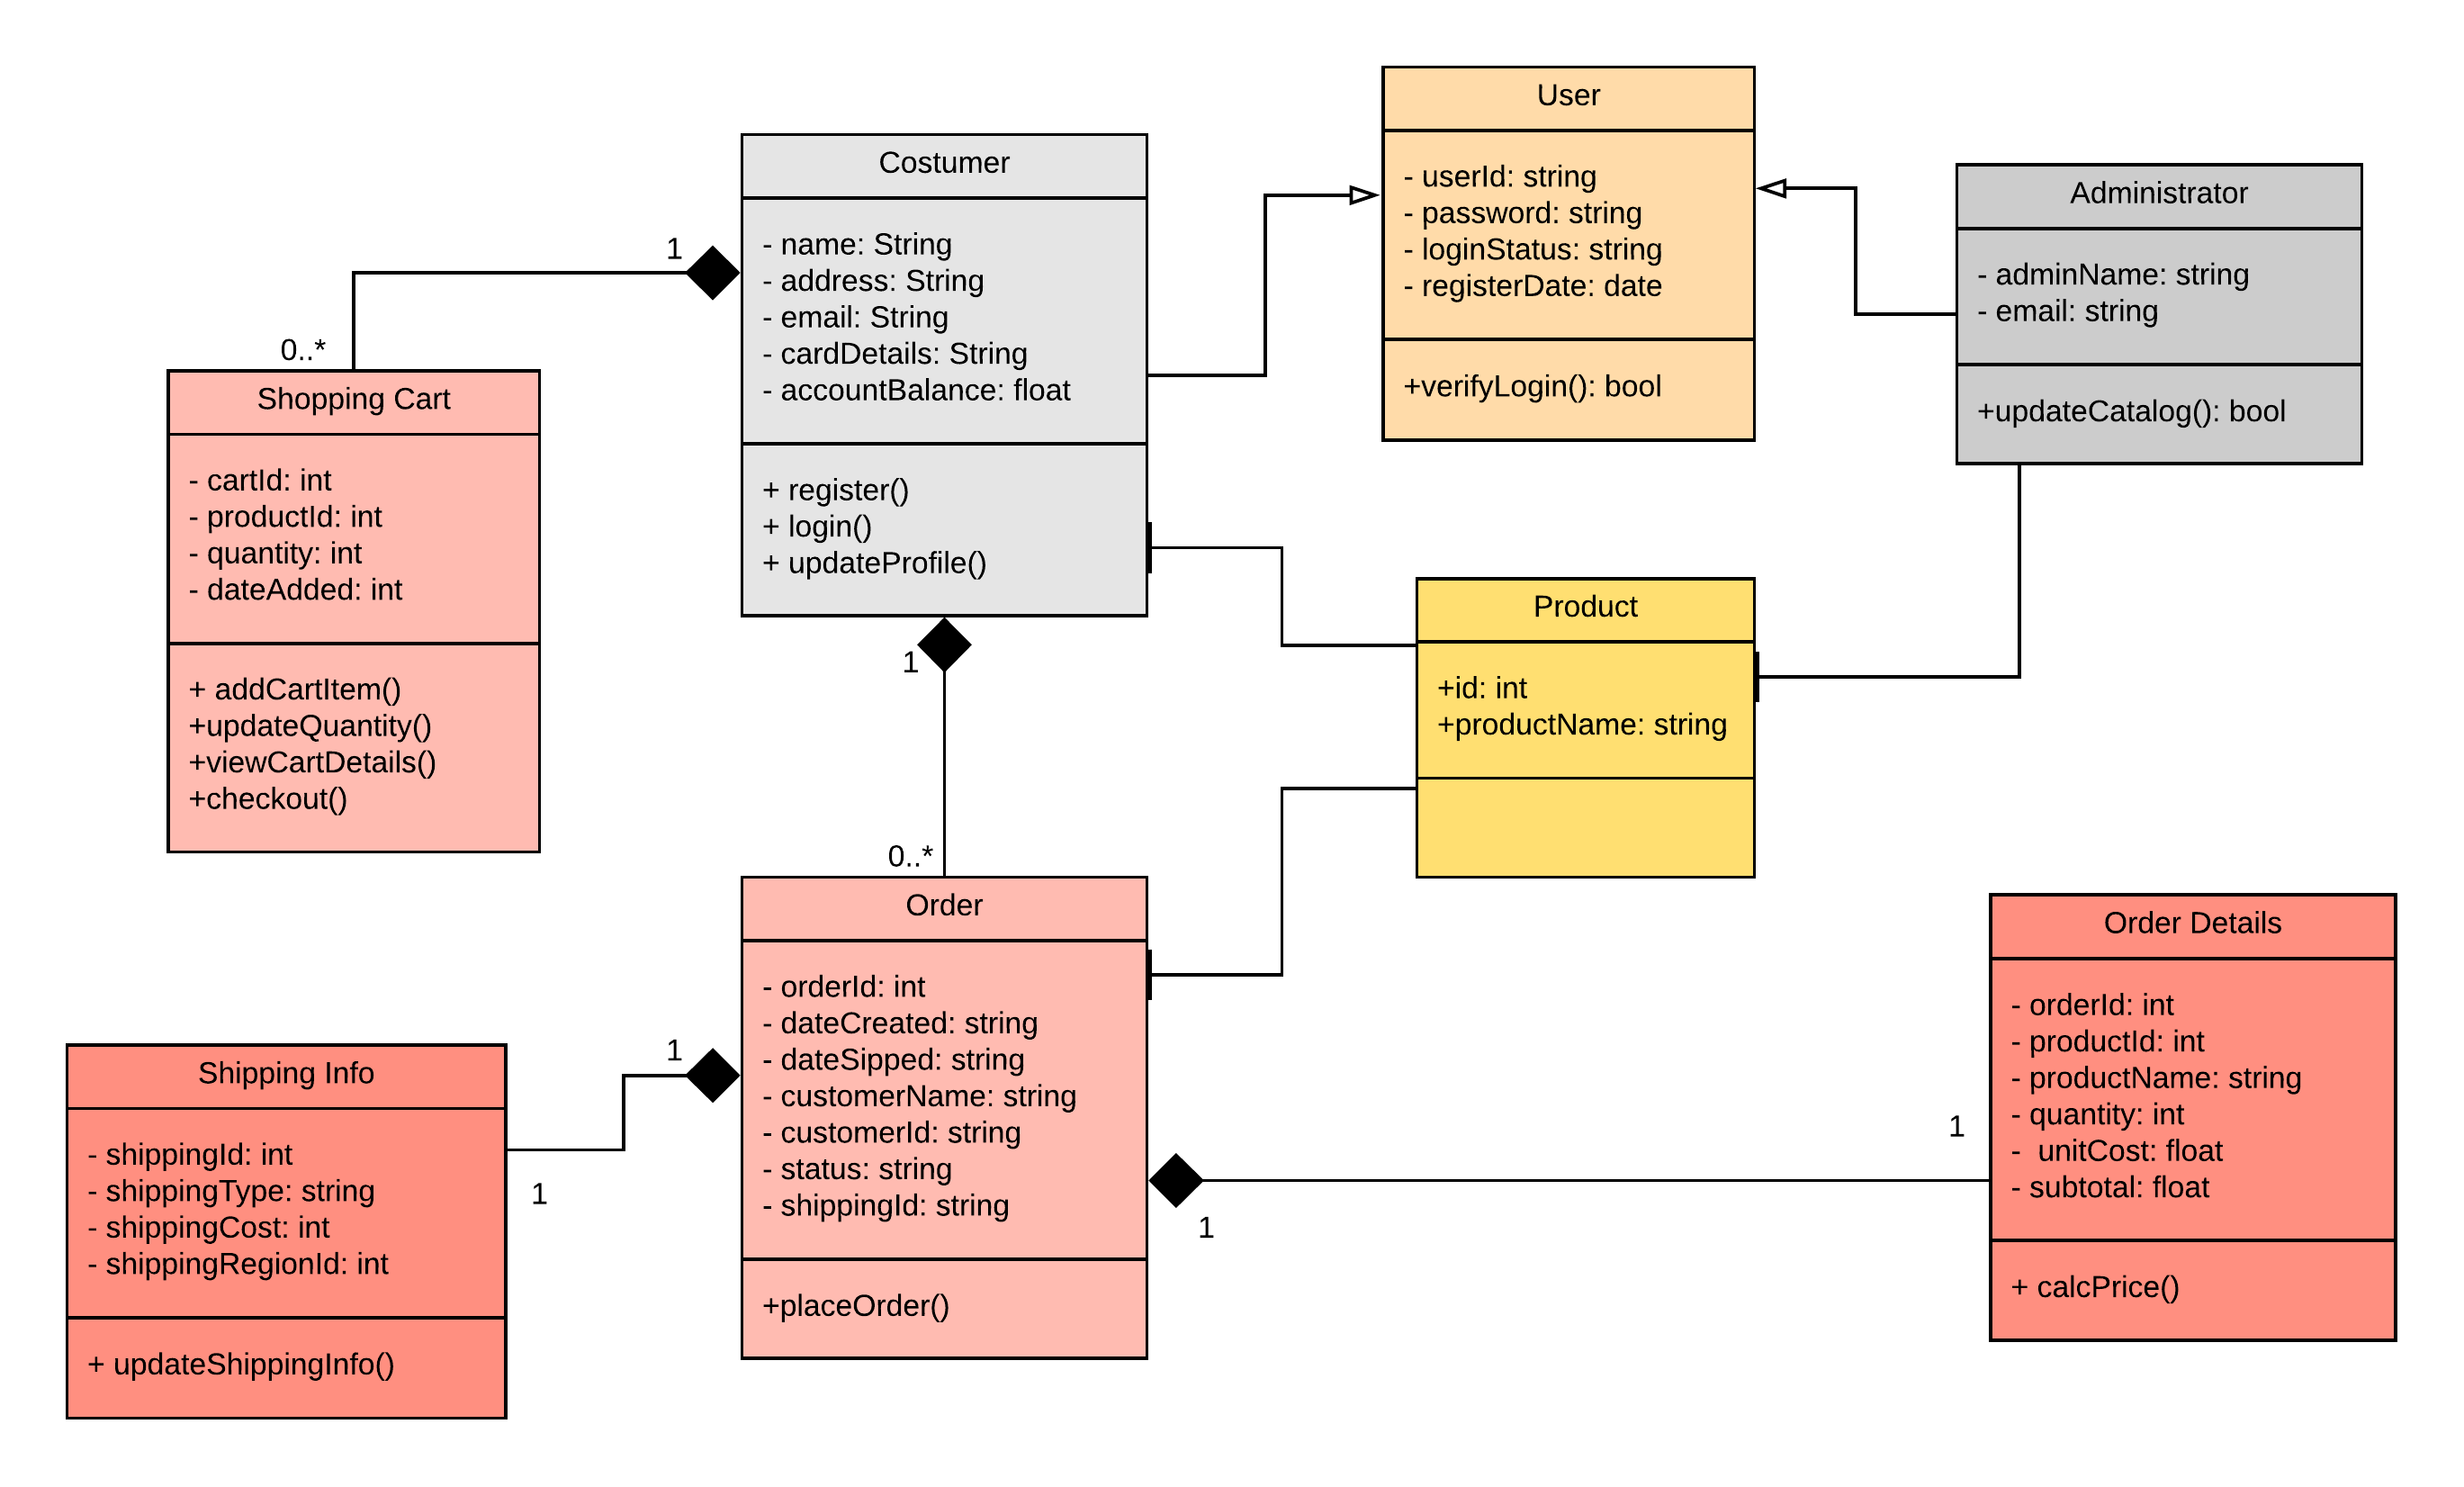 User
- userId: string
- password: string
- loginStatus: string
- registerDate: date
+verifyLogin(): bool
Costumer
- name: String
- address: String
- email: String
- cardDetails: String
- accountBalance: float
+ register()
+ login()
+ updateProfile()
Administrator
- adminName: string
- email: string
+updateCatalog(): bool
1
0..*
Shopping Cart
- cartId: int
- productId: int
- quantity: int
- dateAdded: int
+ addCartItem()
+updateQuantity()
+viewCartDetails()
+checkout()
Product
+id: int
+productName: string
1
0..*
Order
- orderId: int
- dateCreated: string
- dateSipped: string
- customerName: string
- customerId: string
- status: string
- shippingId: string
+placeOrder()
Order Details
- orderId: int
- productId: int
- productName: string
- quantity: int
-  unitCost: float
- subtotal: float
+ calcPrice()
1
1
Shipping Info
- shippingId: int
- shippingType: string
- shippingCost: int
- shippingRegionId: int
+ updateShippingInfo()
1
1